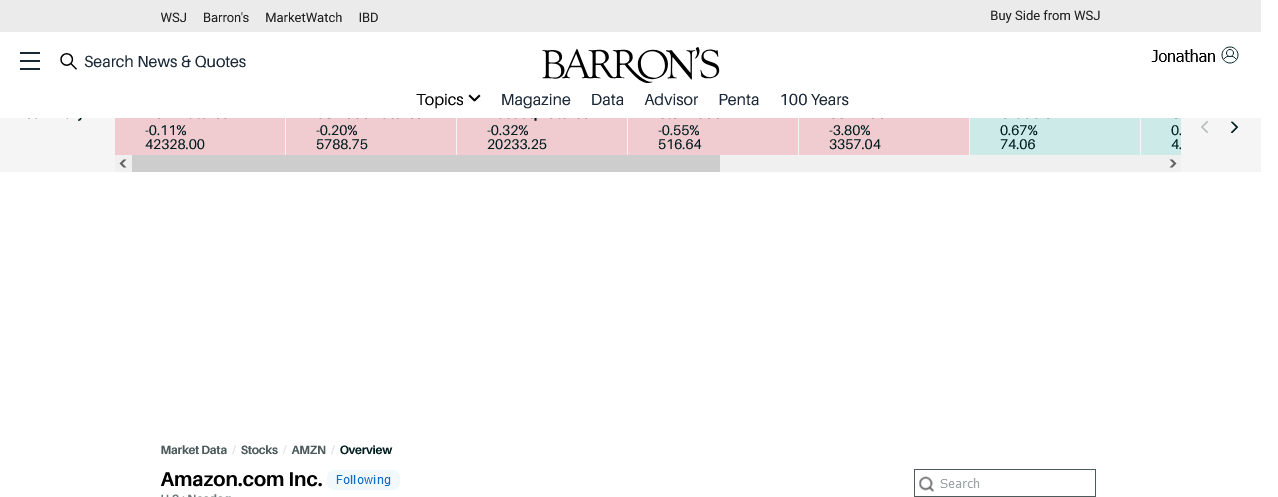 WSJ Barron's MarketWatch IBD Buy Side from WSJ
Search News & Quotes BARRON'S Jonathan
Topics Magazine Data Advisor Penta 100 Years
-0.11% -0.20% -0.32% -0.55% -3.80% 0.67% 0.
42328.00 5788.75 20233.25 516.64 3357.04 74.06 4.
Market Data / Stocks / AMZN / Overview
Amazon.com Inc. Following Search